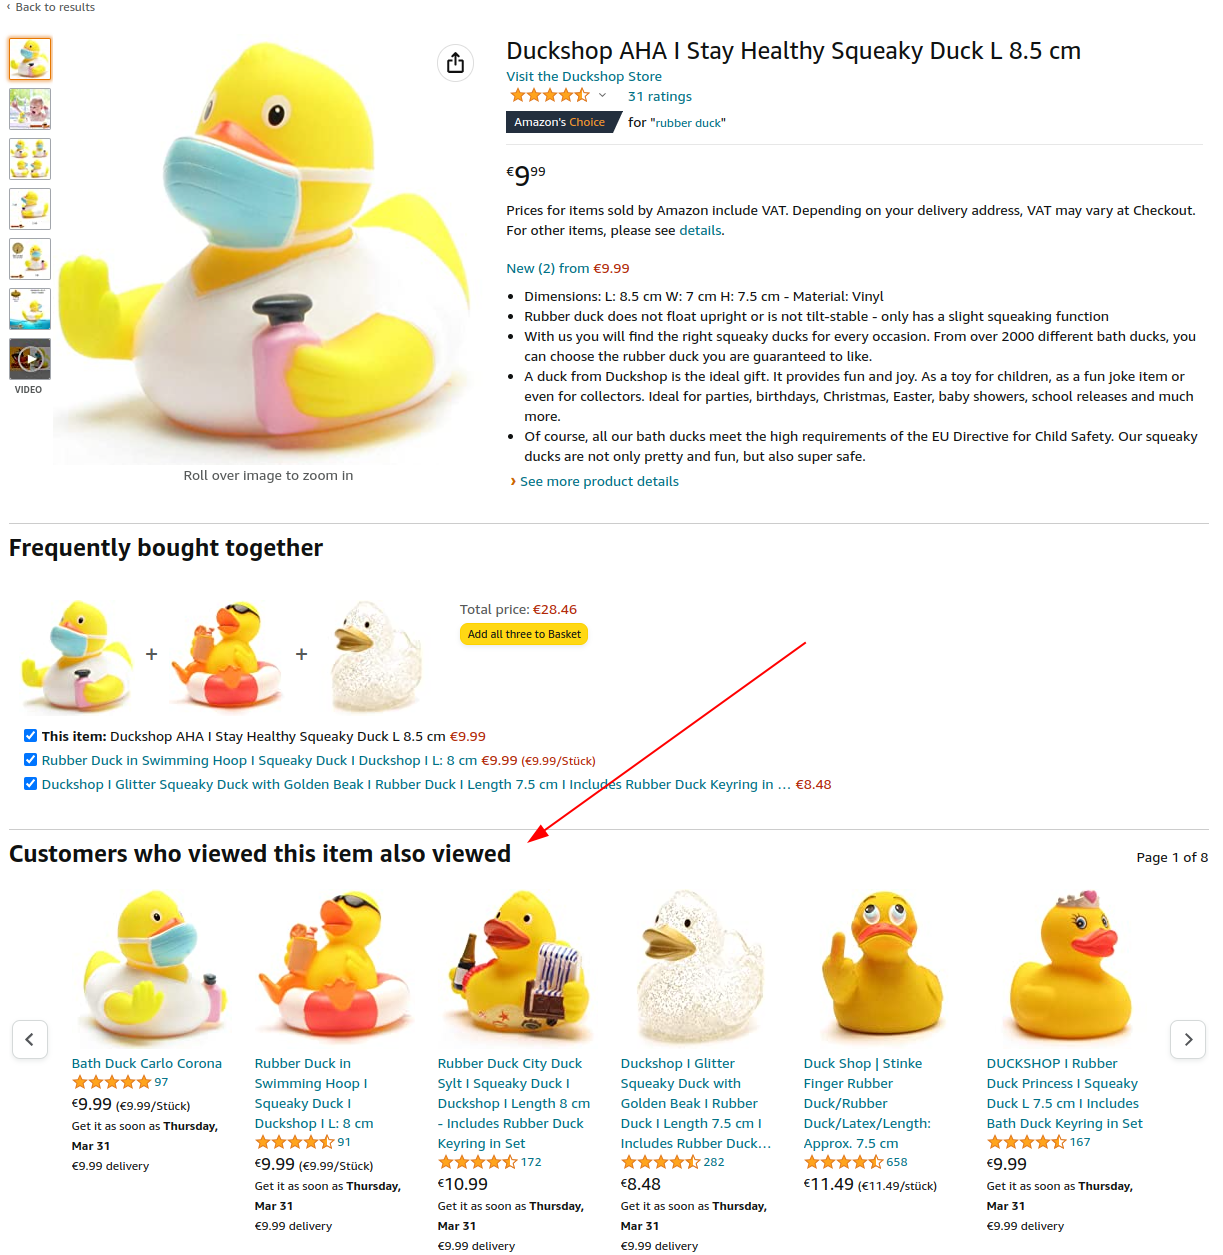 ‹ Back to results
Duckshop AHA I Stay Healthy Squeaky Duck L 8.5 cm
Visit the Duckshop Store
31 ratings
Amazon's Choice for "rubber duck"
€9⁹⁹
Prices for items sold by Amazon include VAT. Depending on your delivery address, VAT may vary at Checkout.
For other items, please see details.
New (2) from €9.99
• Dimensions: L: 8.5 cm W: 7 cm H: 7.5 cm - Material: Vinyl
• Rubber duck does not float upright or is not tilt-stable - only has a slight squeaking function
• With us you will find the right squeaky ducks for every occasion. From over 2000 different bath ducks, you
can choose the rubber duck you are guaranteed to like.
• A duck from Duckshop is the ideal gift. It provides fun and joy. As a toy for children, as a fun joke item or
even for collectors. Ideal for parties, birthdays, Christmas, Easter, baby showers, school releases and much
more.
• Of course, all our bath ducks meet the high requirements of the EU Directive for Child Safety. Our squeaky
ducks are not only pretty and fun, but also super safe.
› See more product details
VIDEO
Roll over image to zoom in
Frequently bought together
+
+
Total price: €28.46
Add all three to Basket
This item: Duckshop AHA I Stay Healthy Squeaky Duck L 8.5 cm €9.99
Rubber Duck in Swimming Hoop I Squeaky Duck I Duckshop I L: 8 cm €9.99 (€9.99/Stück)
Duckshop I Glitter Squeaky Duck with Golden Beak I Rubber Duck I Length 7.5 cm I Includes Rubber Duck Keyring in … €8.48
Customers who viewed this item also viewed
Page 1 of 8
Bath Duck Carlo Corona
97
€9.99 (€9.99/Stück)
Get it as soon as Thursday,
Mar 31
€9.99 delivery
Rubber Duck in
Swimming Hoop I
Squeaky Duck I
Duckshop I L: 8 cm
91
€9.99 (€9.99/Stück)
Get it as soon as Thursday,
Mar 31
€9.99 delivery
Rubber Duck City Duck
Sylt I Squeaky Duck I
Duckshop I Length 8 cm
- Includes Rubber Duck
Keyring in Set
172
€10.99
Get it as soon as Thursday,
Mar 31
€9.99 delivery
Duckshop I Glitter
Squeaky Duck with
Golden Beak I Rubber
Duck I Length 7.5 cm I
Includes Rubber Duck…
282
€8.48
Get it as soon as Thursday,
Mar 31
€9.99 delivery
Duck Shop | Stinke
Finger Rubber
Duck/Rubber
Duck/Latex/Length:
Approx. 7.5 cm
658
€11.49 (€11.49/stück)
DUCKSHOP I Rubber
Duck Princess I Squeaky
Duck L 7.5 cm I Includes
Bath Duck Keyring in Set
167
€9.99
Get it as soon as Thursday,
Mar 31
€9.99 delivery